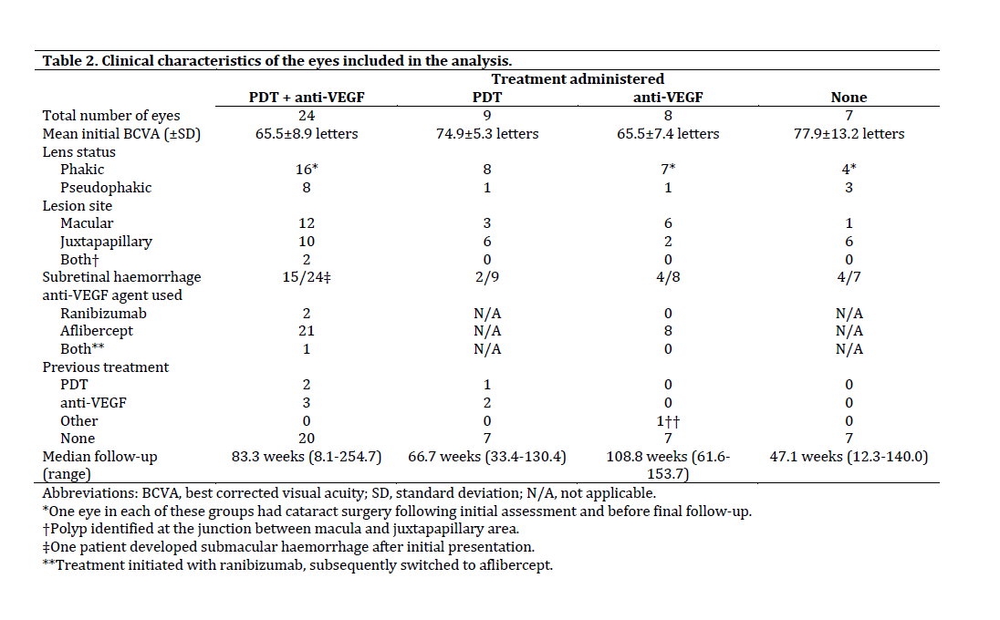 Table 2. Clinical characteristics of the eyes included in the analysis.
Treatment administered
PDT + anti-VEGF PDT anti-VEGF None
Total number of eyes 24 9 8 7
Mean initial BCVA (±SD) 65.5±8.9 letters 74.9±5.3 letters 65.5±7.4 letters 77.9±13.2 letters
Lens status
Phakic 16* 8 7* 4*
Pseudophakic 8 1 1 3
Lesion site
Macular 12 3 6 1
Juxtapapillary 10 6 2 6
Both† 2 0 0 0
Subretinal haemorrhage 15/24‡ 2/9 4/8 4/7
anti-VEGF agent used
Ranibizumab 2 N/A 0 N/A
Aflibercept 21 N/A 8 N/A
Both** 1 N/A 0 N/A
Previous treatment
PDT 2 1 0 0
anti-VEGF 3 2 0 0
Other 0 0 1†† 0
None 20 7 7 7
Median follow-up 83.3 weeks (8.1-254.7) 66.7 weeks (33.4-130.4) 108.8 weeks (61.6- 47.1 weeks (12.3-140.0)
(range) 153.7)
Abbreviations: BCVA, best corrected visual acuity; SD, standard deviation; N/A, not applicable.
*One eye in each of these groups had cataract surgery following initial assessment and before final follow-up.
†Polyp identified at the junction between macula and juxtapapillary area.
‡One patient developed submacular haemorrhage after initial presentation.
**Treatment initiated with ranibizumab, subsequently switched to aflibercept.